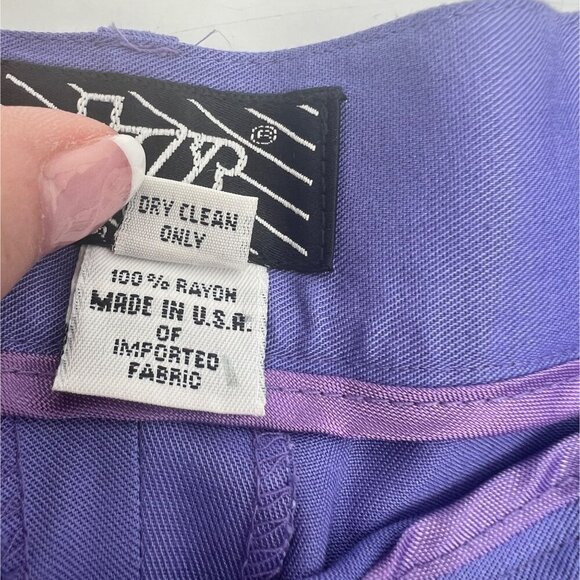 ®
DRY CLEAN
ONLY
100% RAYON
MADE IN U.S.A.
OF
IMPORTED
FABRIC